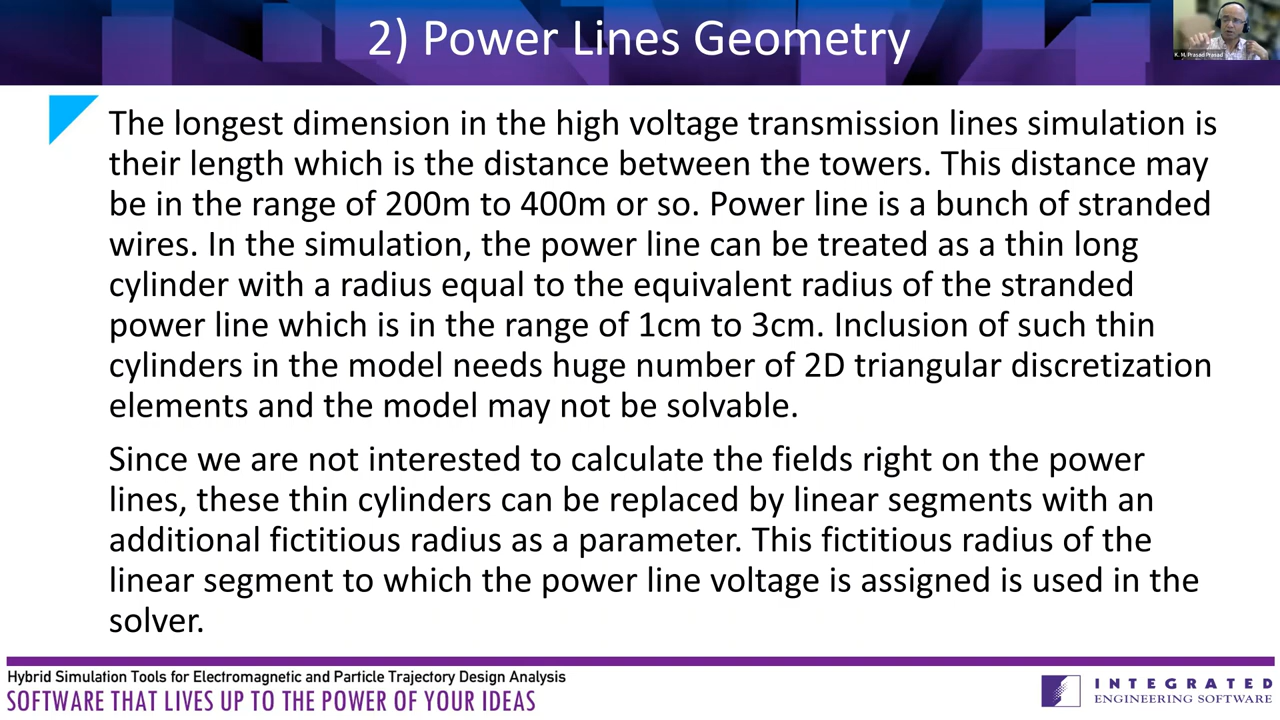 2) Power Lines Geometry
K. M. Prasad Prasad
The longest dimension in the high voltage transmission lines simulation is
their length which is the distance between the towers. This distance may
be in the range of 200m to 400m or so. Power line is a bunch of stranded
wires. In the simulation, the power line can be treated as a thin long
cylinder with a radius equal to the equivalent radius of the stranded
power line which is in the range of 1cm to 3cm. Inclusion of such thin
cylinders in the model needs huge number of 2D triangular discretization
elements and the model may not be solvable.
Since we are not interested to calculate the fields right on the power
lines, these thin cylinders can be replaced by linear segments with an
additional fictitious radius as a parameter. This fictitious radius of the
linear segment to which the power line voltage is assigned is used in the
solver.
Hybrid Simulation Tools for Electromagnetic and Particle Trajectory Design Analysis
SOFTWARE THAT LIVES UP TO THE POWER OF YOUR IDEAS
INTEGRATED
ENGINEERING SOFTWARE